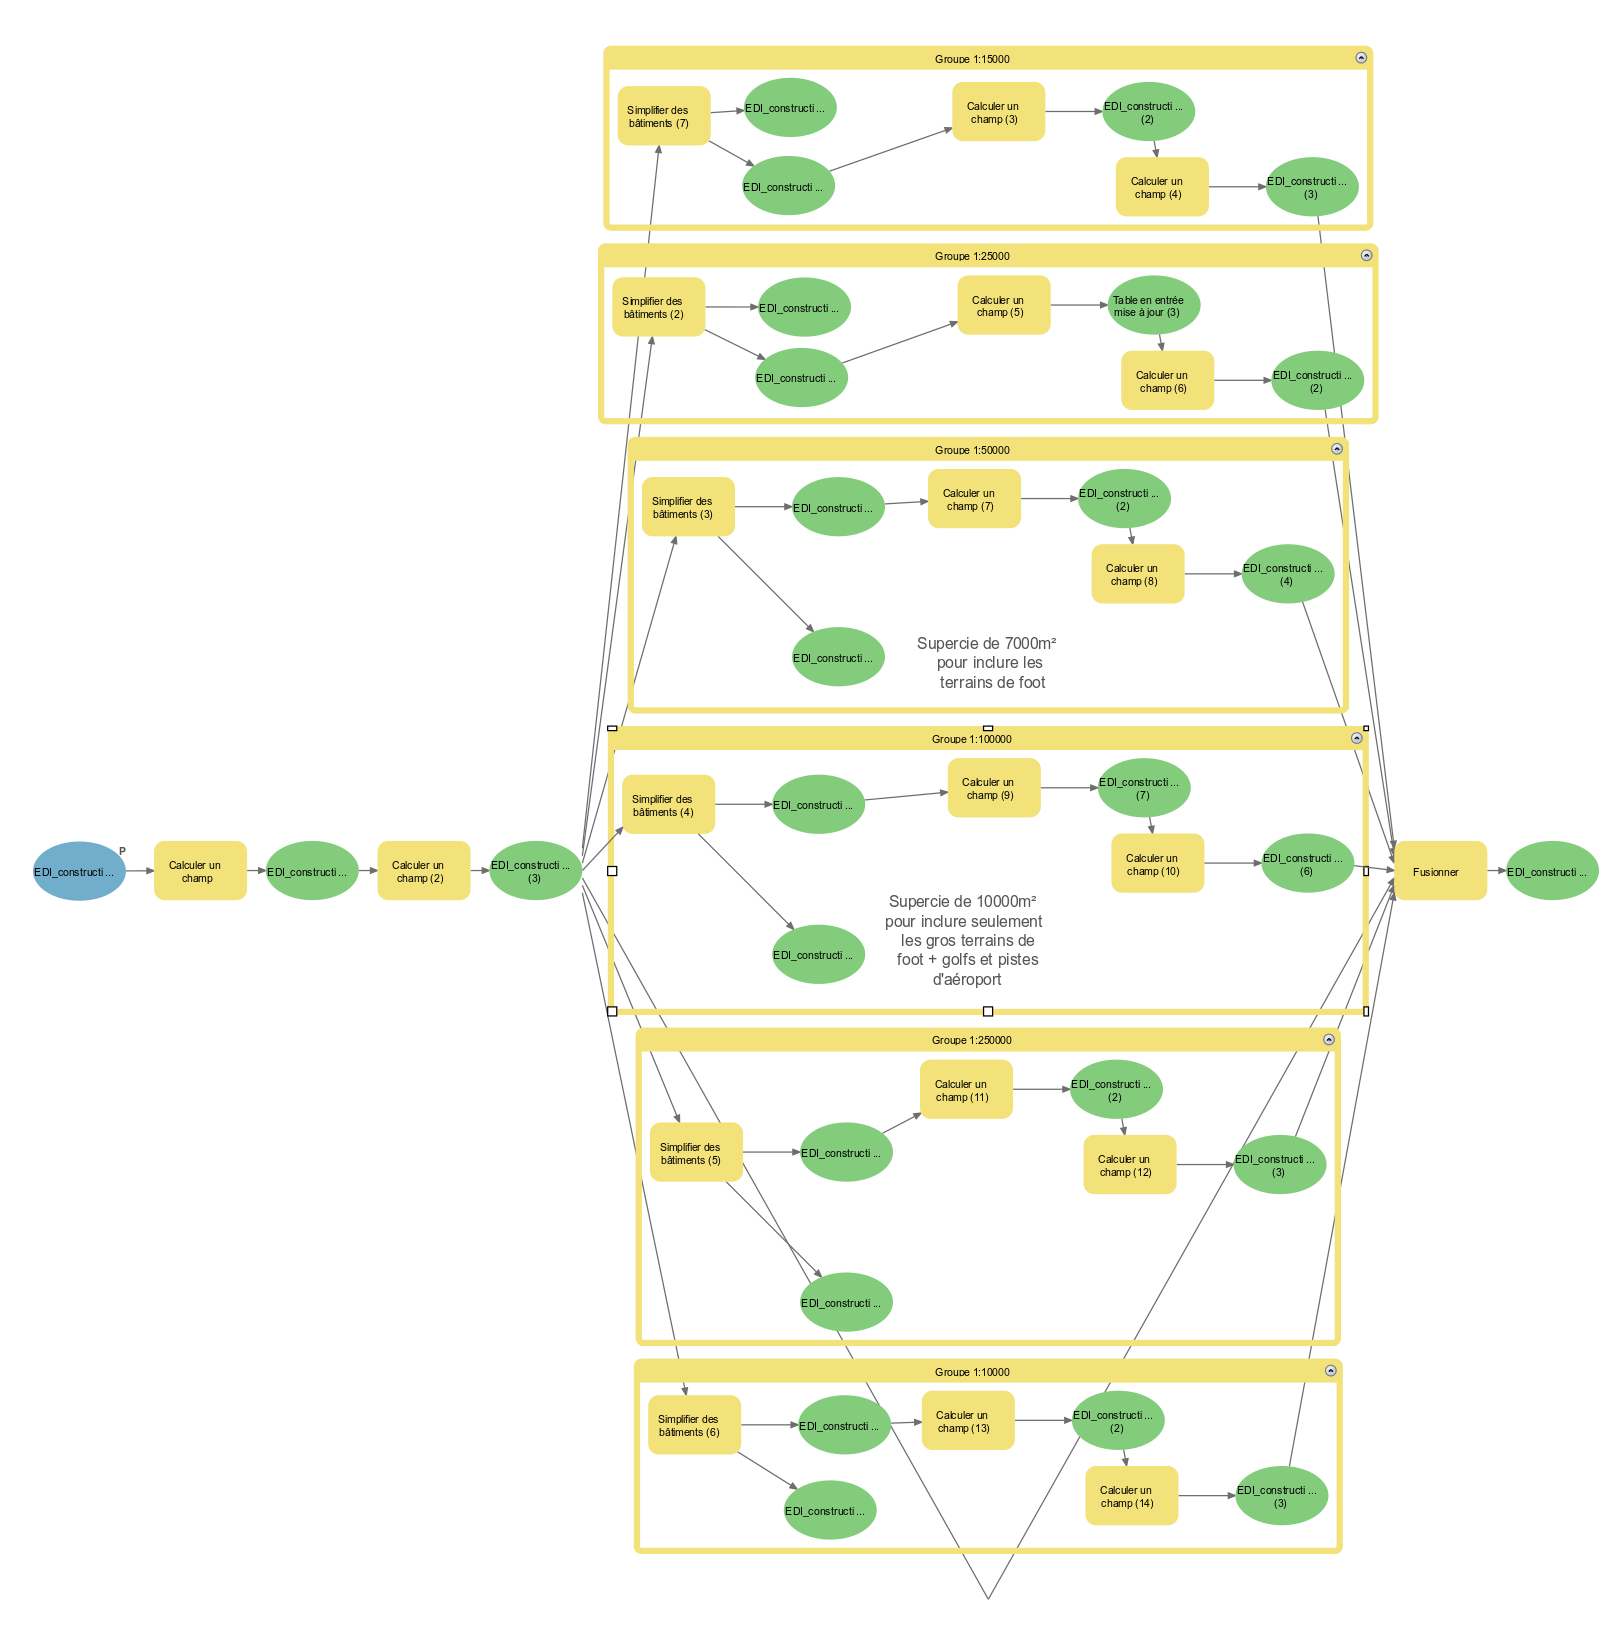 Groupe 1:15000
Simplifier des
bâtiments (7)
EDI_constructi ...
EDI_constructi ...
Calculer un
champ (3)
EDI_constructi ...
(2)
Calculer un
champ (4)
EDI_constructi ...
(3)
Groupe 1:25000
Simplifier des
bâtiments (2)
EDI_constructi ...
EDI_constructi ...
Calculer un
champ (5)
Table en entrée
mise à jour (3)
Calculer un
champ (6)
EDI_constructi ...
(2)
Groupe 1:50000
Simplifier des
bâtiments (3)
EDI_constructi ...
Calculer un
champ (7)
EDI_constructi ...
(2)
Calculer un
champ (8)
EDI_constructi ...
(4)
EDI_constructi ...
Supercie de 7000m²
pour inclure les
terrains de foot
Groupe 1:100000
Simplifier des
bâtiments (4)
EDI_constructi ...
Calculer un
champ (9)
EDI_constructi ...
(7)
Calculer un
champ (10)
EDI_constructi ...
(6)
EDI_constructi ...
Supercie de 10000m²
pour inclure seulement
les gros terrains de
foot + golfs et pistes
d'aéroport
P
EDI_constructi ...
Calculer un
champ
EDI_constructi ...
Calculer un
champ (2)
EDI_constructi ...
(3)
Fusionner
EDI_constructi ...
Groupe 1:250000
Simplifier des
bâtiments (5)
EDI_constructi ...
Calculer un
champ (11)
EDI_constructi ...
(2)
Calculer un
champ (12)
EDI_constructi ...
(3)
EDI_constructi ...
Groupe 1:10000
Simplifier des
bâtiments (6)
EDI_constructi ...
Calculer un
champ (13)
EDI_constructi ...
(2)
Calculer un
champ (14)
EDI_constructi ...
(3)
EDI_constructi ...